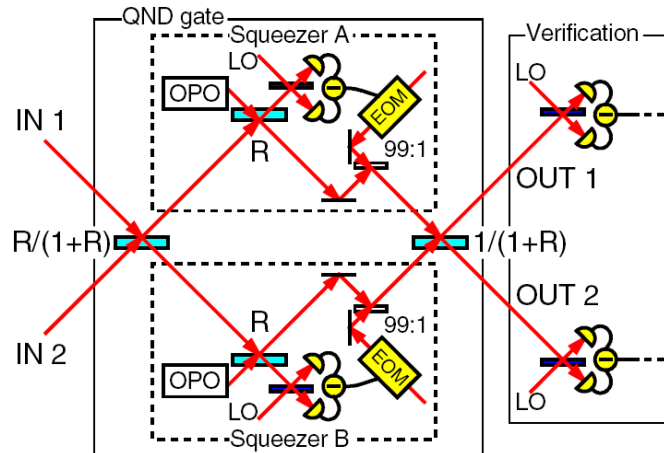 QND gate
Squeezer A
Verification
LO
OPO
EOM
LO
IN 1
R
99:1
OUT 1
R/(1+R)
1/(1+R)
OUT 2
R
99:1
IN 2
OPO
EOM
LO
LO
Squeezer B